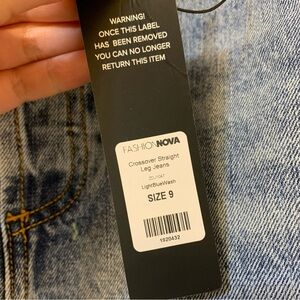 WARNING!
ONCE THIS LABEL
HAS BEEN REMOVED
YOU CAN NO LONGER
RETURN THIS ITEM
FASHIONNOVA
Crossover Straight
Leg Jeans
LightBlueWash
SIZE 9
1920432